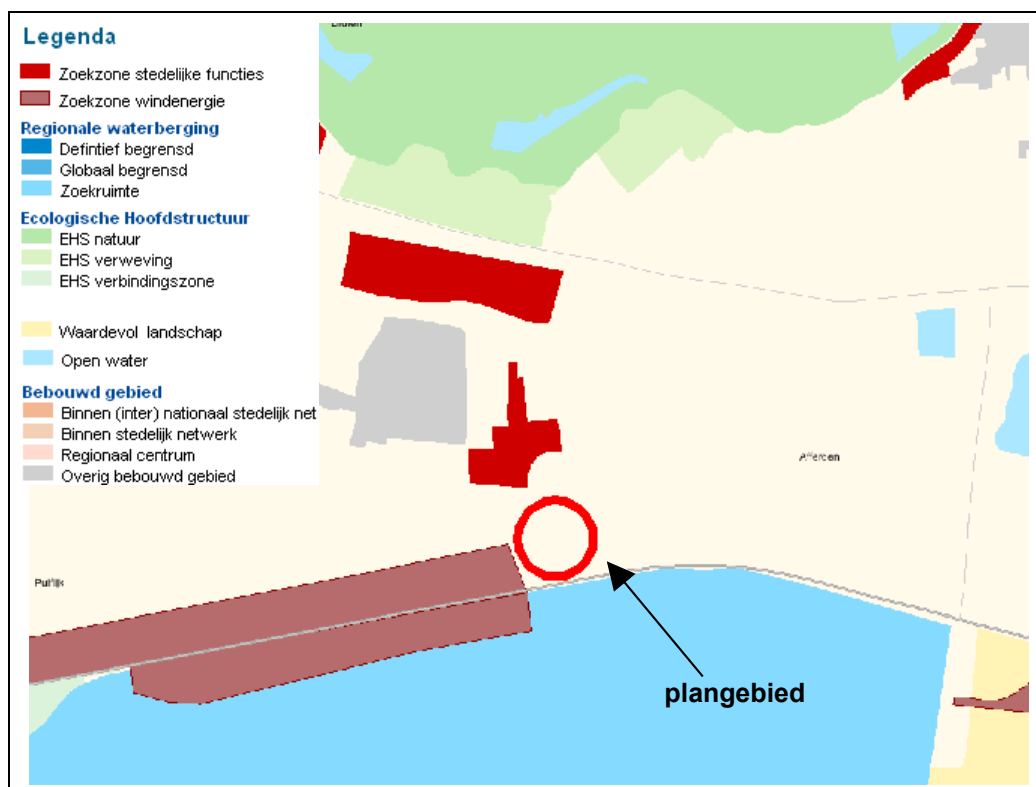 Legenda
Zoekzone stedelijke functies
Zoekzone windenergie
Regionale waterberging
Defintief begrensd
Globaal begrensd
Zoekruimte
Ecologische Hoofdstructuur
EHS natuur
EHS verweving
EHS verbindingszone
Waardevol landschap
Open water
Bebouwd gebied
Binnen (inter) nationaal stedelijk net
Binnen stedelijk netwerk
Regionaal centrum
Overig bebouwd gebied
Afferden
Puiflijk
plangebied